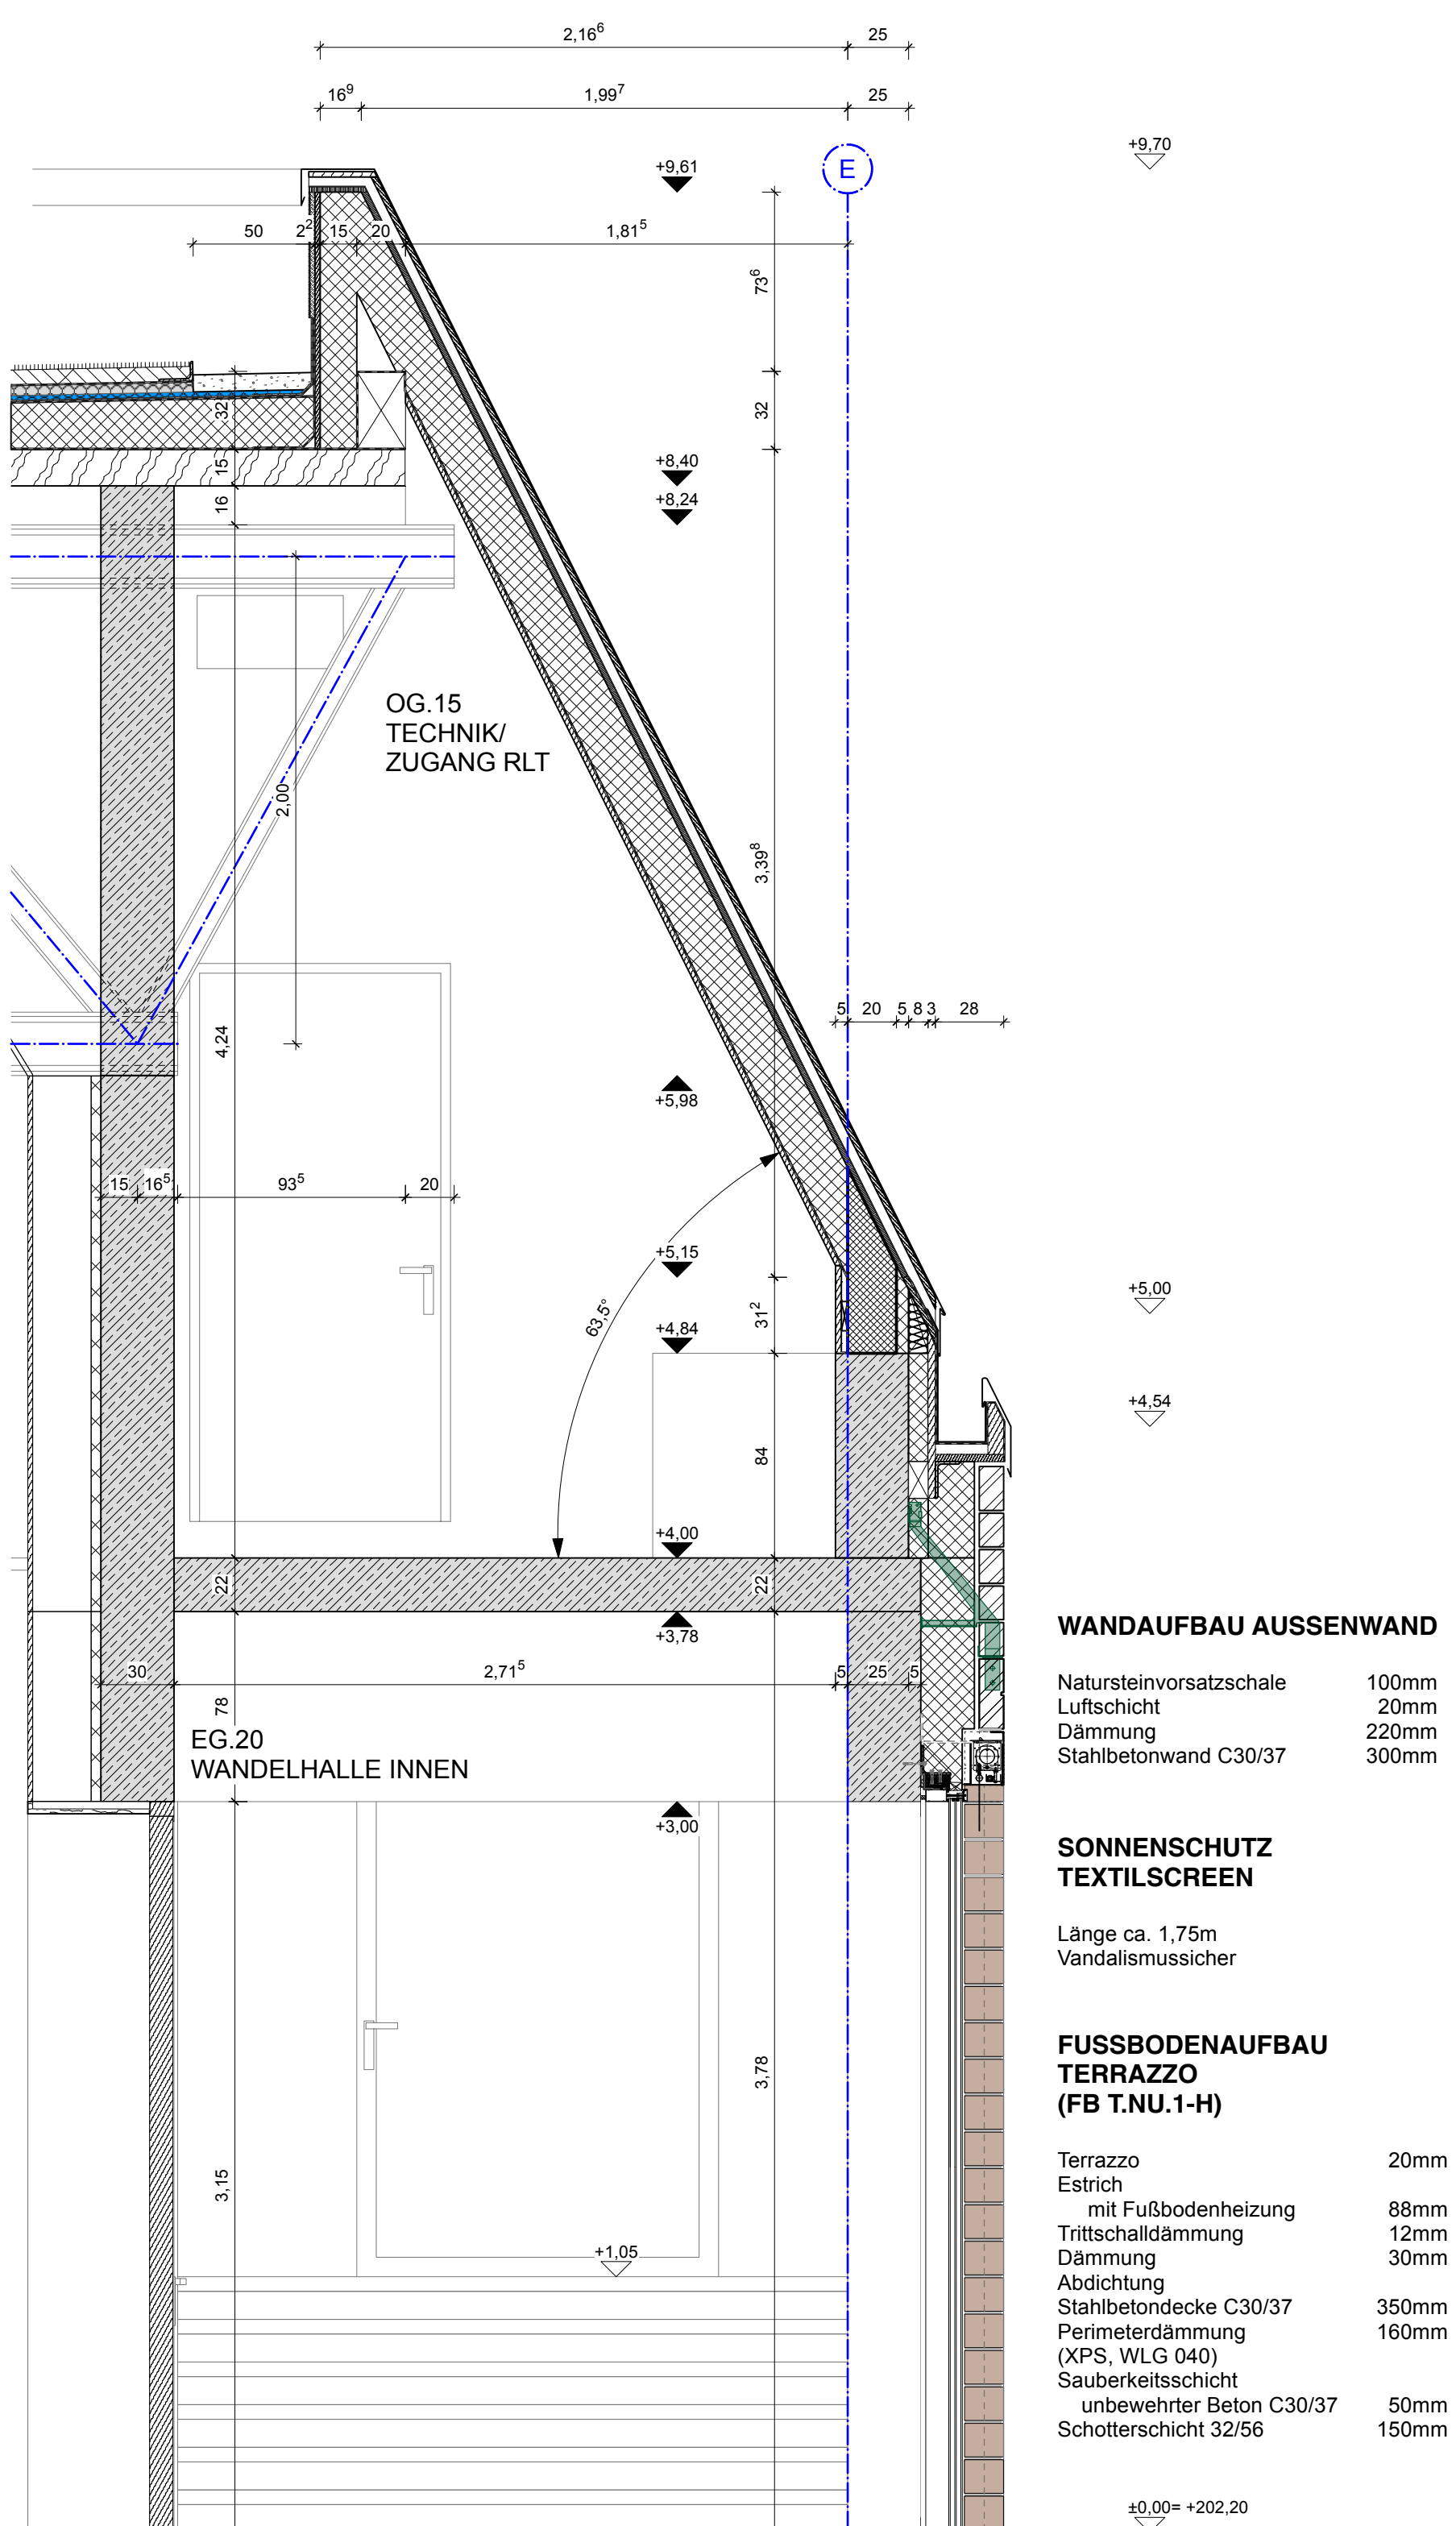 2,16⁶ 25
16⁹ 1,99⁷ 25
+9,70
+9,61
E
50 2² 15 20 1,81⁵
73⁶
32
32
+8,40
15
+8,24
16
OG.15
TECHNIK/
ZUGANG RLT
2,00
3,39⁸
5 20 5 8 3 28
4,24
+5,98
15 16⁵ 93⁵ 20
+5,15
+5,00
63,5°
31²
+4,84
+4,54
84
+4,00
22
22
+3,78
30 2,71⁵ 5 25 5
78
EG.20
WANDELHALLE INNEN
+3,00
3,78
3,15
+1,05
WANDAUFBAU AUSSENWAND
Natursteinvorsatzschale 100mm
Luftschicht 20mm
Dämmung 220mm
Stahlbetonwand C30/37 300mm
SONNENSCHUTZ
TEXTILSCREEN
Länge ca. 1,75m
Vandalismussicher
FUSSBODENAUFBAU
TERRAZZO
(FB T.NU.1-H)
Terrazzo 20mm
Estrich
mit Fußbodenheizung 88mm
Trittschalldämmung 12mm
Dämmung 30mm
Abdichtung
Stahlbetondecke C30/37 350mm
Perimeterdämmung 160mm
(XPS, WLG 040)
Sauberkeitsschicht
unbewehrter Beton C30/37 50mm
Schotterschicht 32/56 150mm
±0,00= +202,20